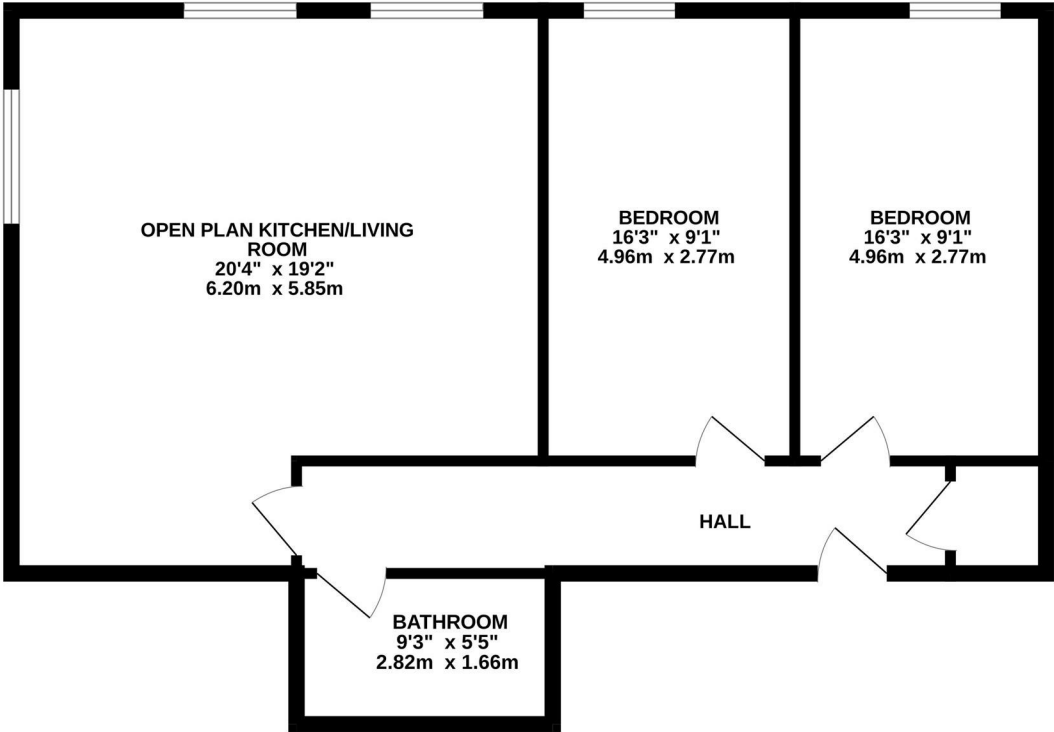 OPEN PLAN KITCHEN/LIVING
ROOM
20'4" x 19'2"
6.20m x 5.85m
BEDROOM
16'3" x 9'1"
4.96m x 2.77m
BEDROOM
16'3" x 9'1"
4.96m x 2.77m
HALL
BATHROOM
9'3" x 5'5"
2.82m x 1.66m